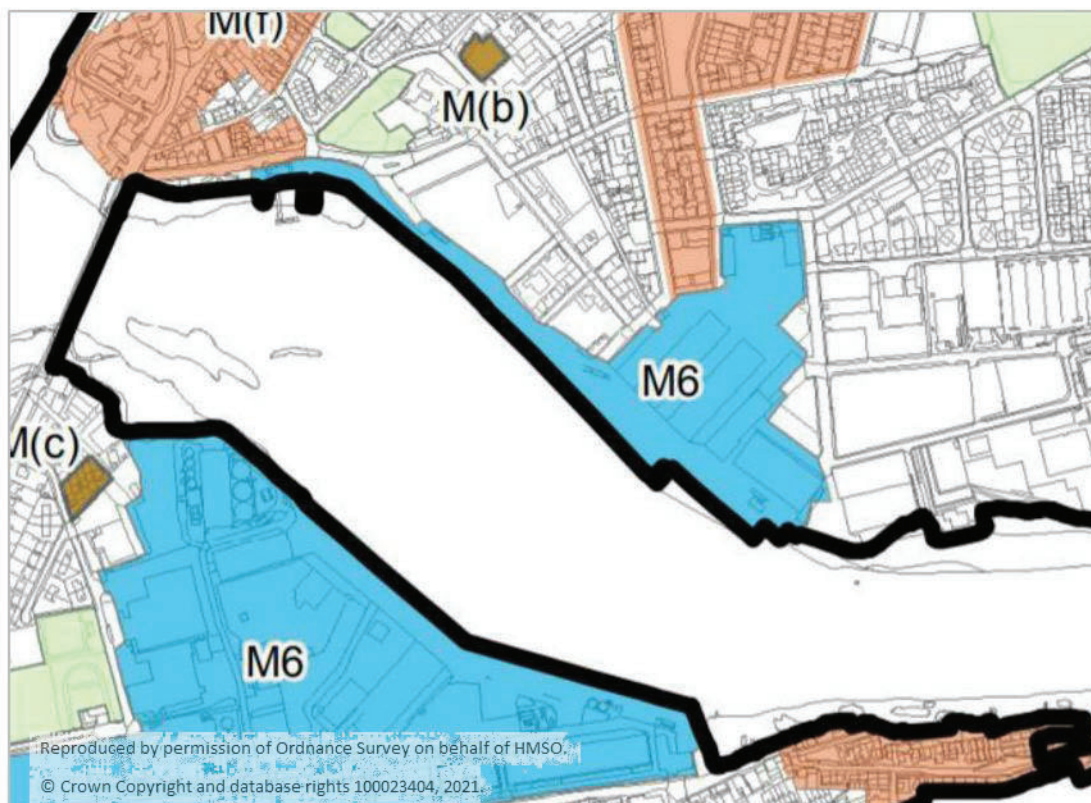 M(f)
M(b)
M6
M(c)
M6
Reproduced by permission of Ordnance Survey on behalf of HMSO.
© Crown Copyright and database rights 100023404, 2021.